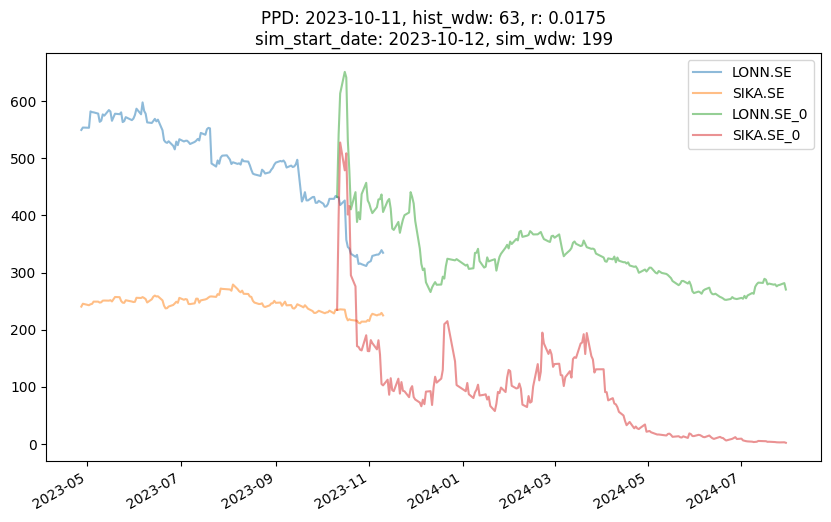 PPD: 2023-10-11, hist_wdw: 63, r: 0.0175
sim_start_date: 2023-10-12, sim_wdw: 199
LONN.SE
SIKA.SE
LONN.SE_0
SIKA.SE_0
600
500
400
300
200
100
0
2023-05
2023-07
2023-09
2023-11
2024-01
2024-03
2024-05
2024-07